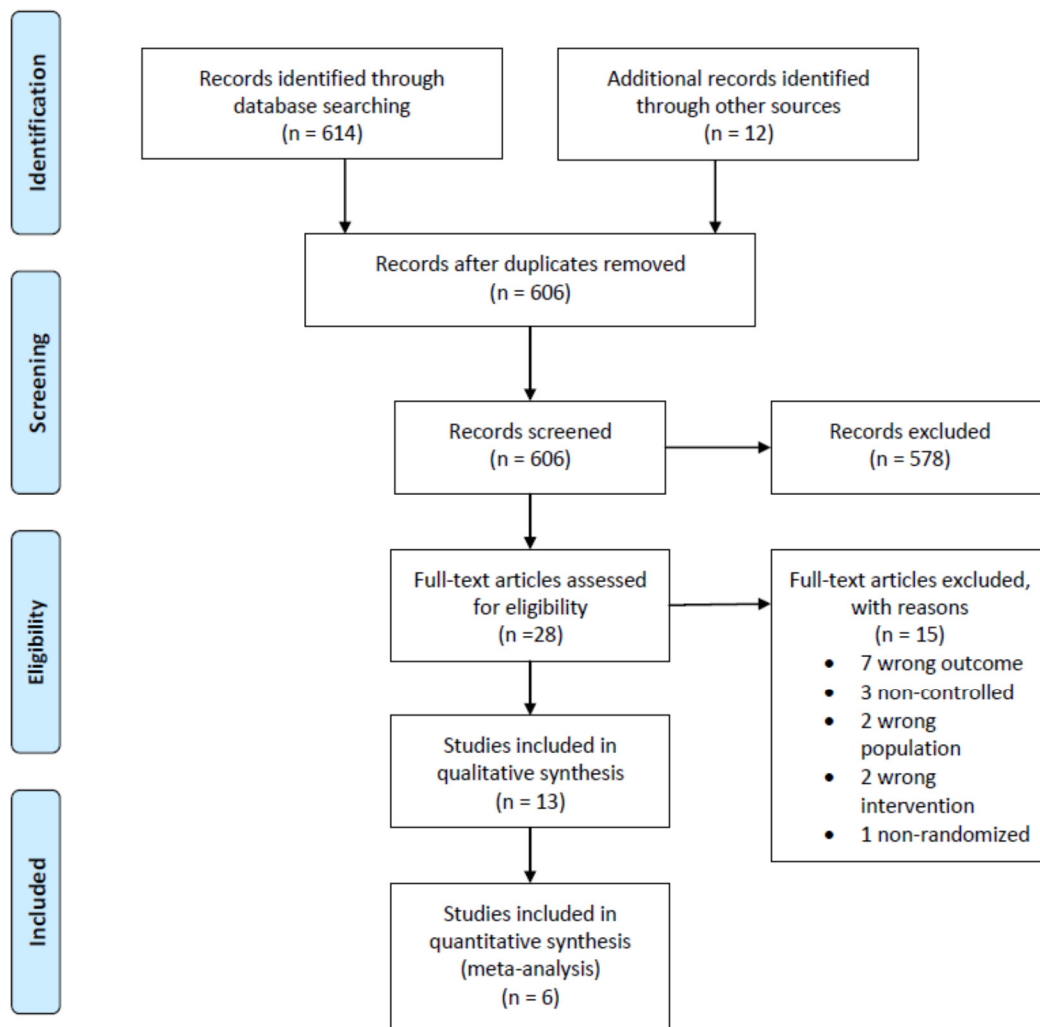 Identification
Records identified through
database searching
(n = 614)
Additional records identified
through other sources
(n = 12)
Records after duplicates removed
(n = 606)
Screening
Records screened
(n = 606)
Records excluded
(n = 578)
Eligibility
Full-text articles assessed
for eligibility
(n =28)
Full-text articles excluded,
with reasons
(n = 15)
• 7 wrong outcome
• 3 non-controlled
• 2 wrong
population
• 2 wrong
intervention
• 1 non-randomized
Studies included in
qualitative synthesis
(n = 13)
Included
Studies included in
quantitative synthesis
(meta-analysis)
(n = 6)